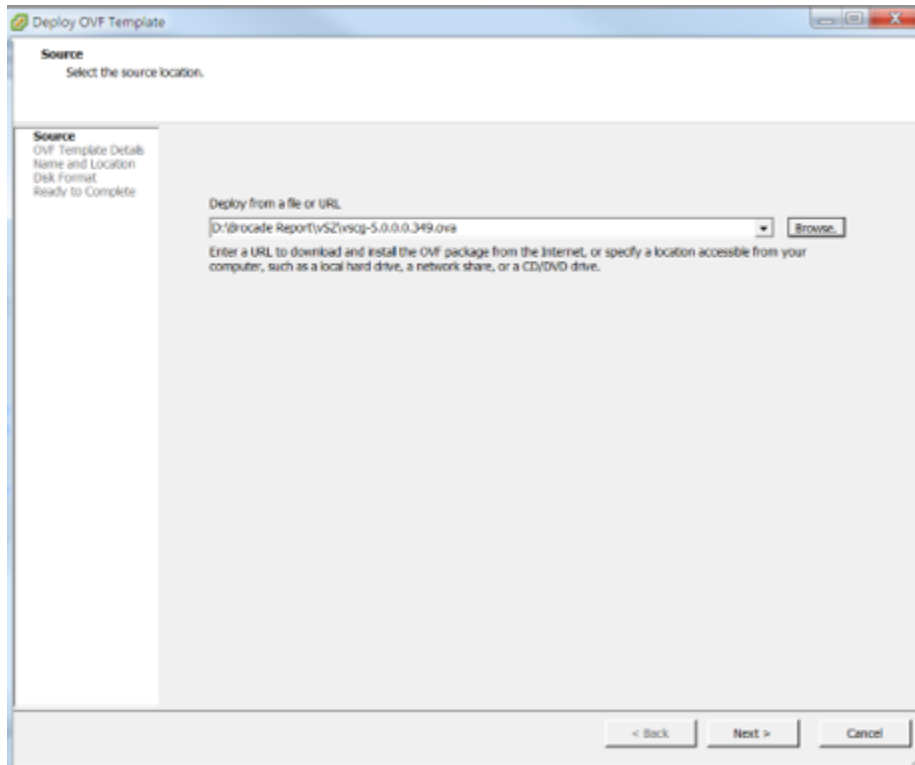 Deploy OVF Template
Source
Select the source location.
Source
OVF Template Details
Name and Location
Disk Format
Ready to Complete
Deploy from a file or URL
D:\Brocade Report\vSZ\vscg-5.0.0.0.349.ova
Browse.
Enter a URL to download and install the OVF package from the Internet, or specify a location accessible from your
computer, such as a local hard drive, a network share, or a CD/DVD drive.
< Back
Next >
Cancel